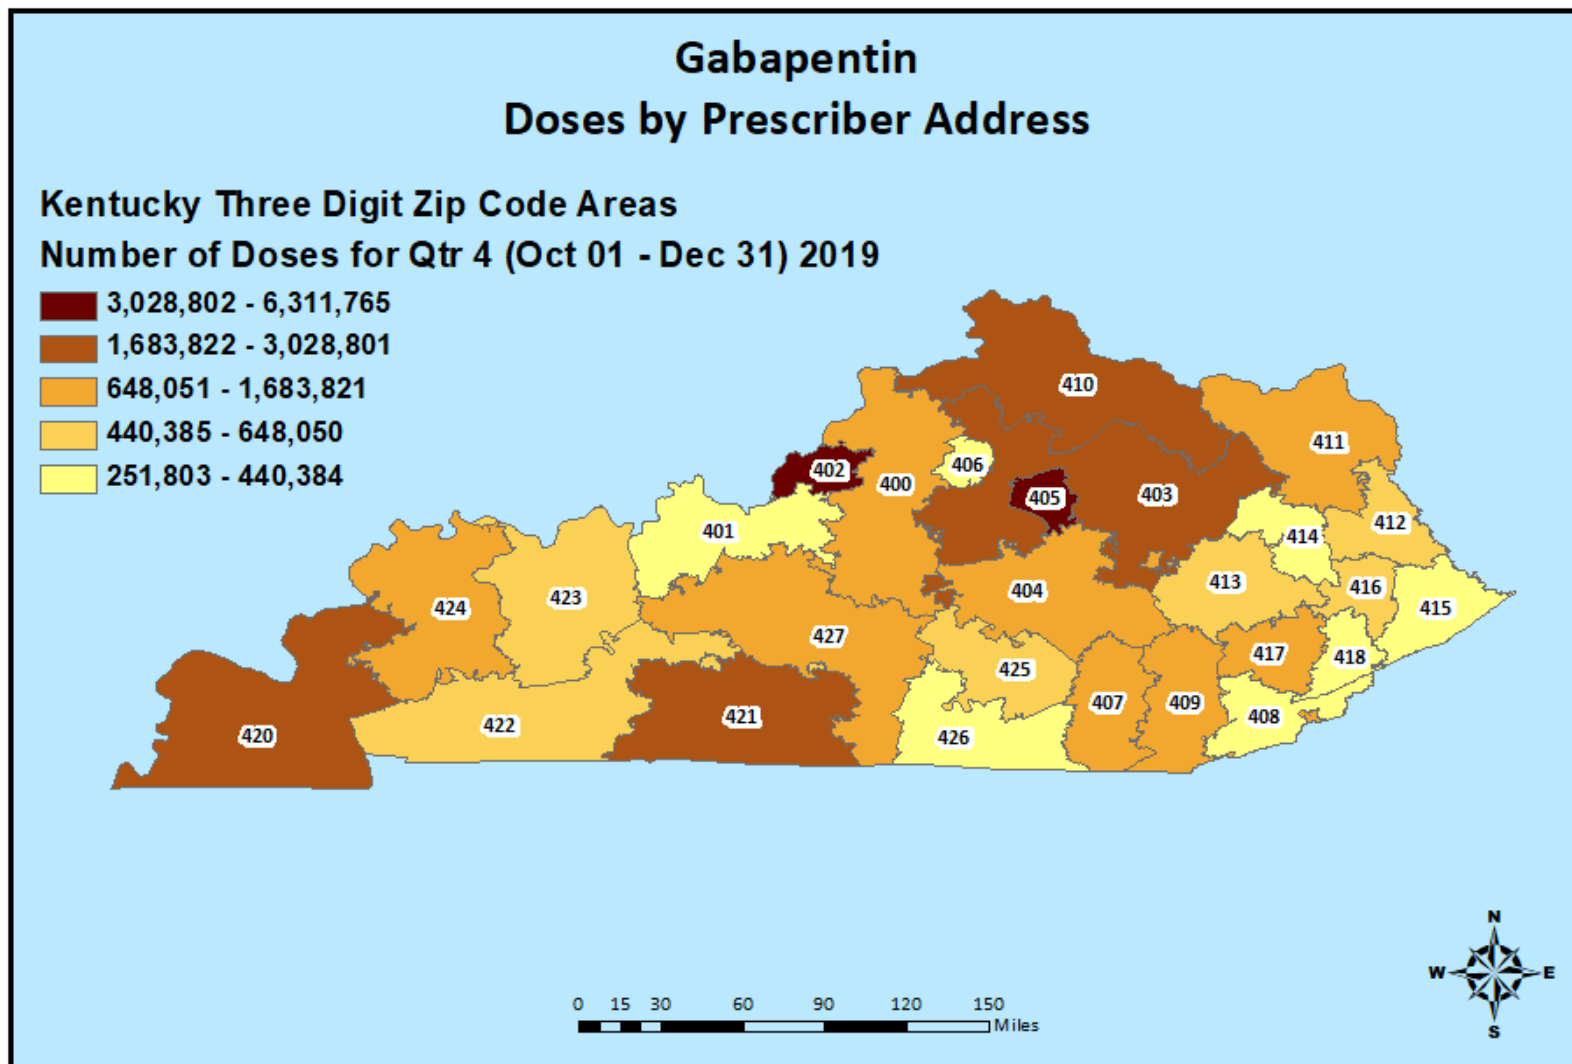 Gabapentin
Doses by Prescriber Address
Kentucky Three Digit Zip Code Areas
Number of Doses for Qtr 4 (Oct 01 - Dec 31) 2019
3,028,802 - 6,311,765
1,683,822 - 3,028,801
648,051 - 1,683,821
440,385 - 648,050
251,803 - 440,384
410
411
402
406
400
405
403
412
401
414
413
416
424
423
404
415
427
417
418
425
407
409
408
420
422
421
426
N
W E
S
0 15 30 60 90 120 150
Miles